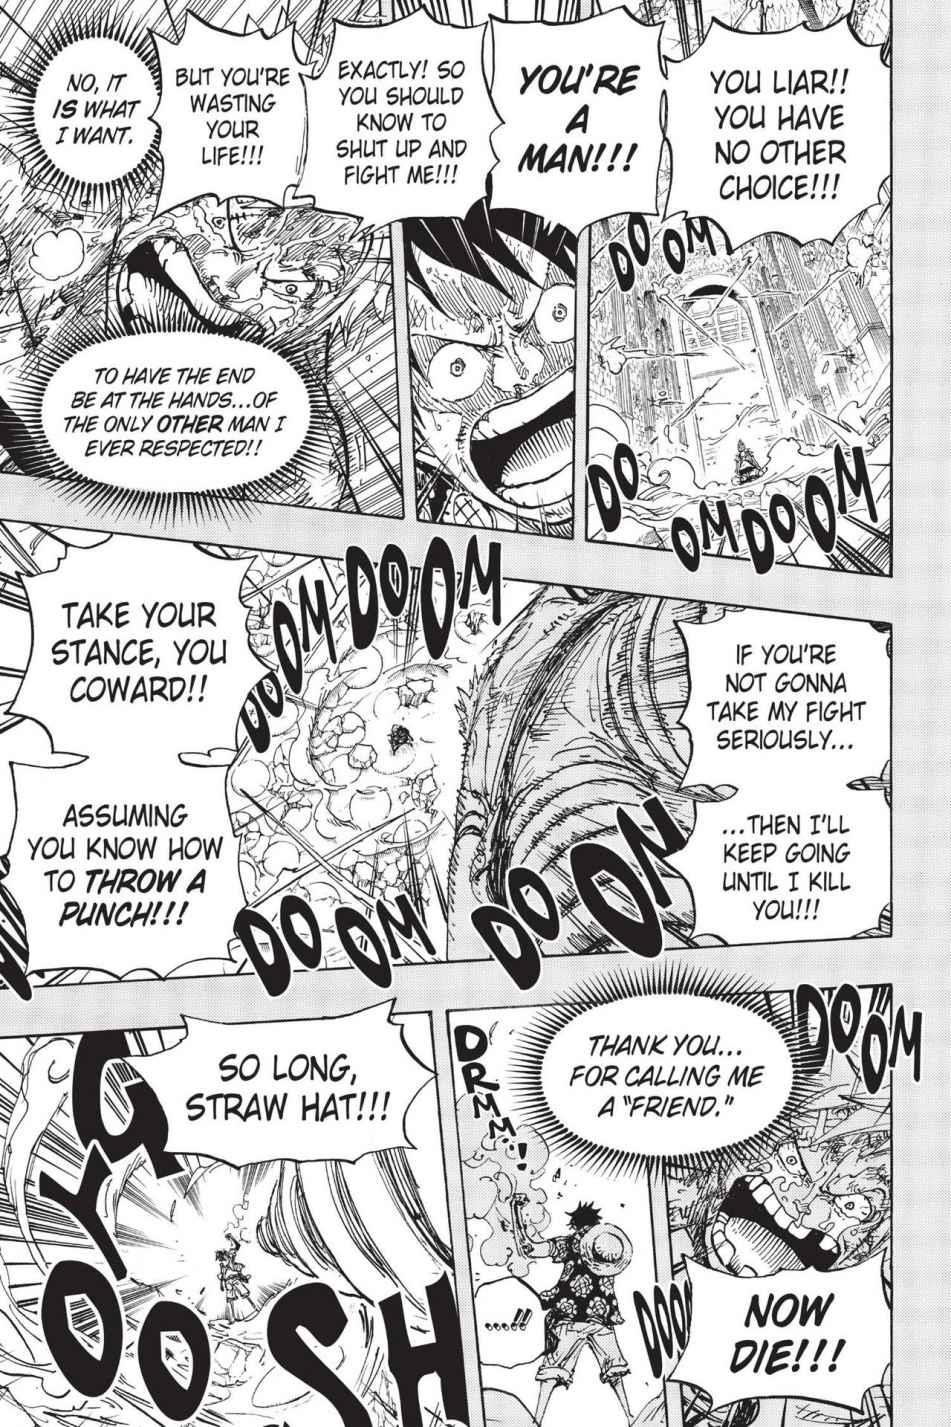 YOU LIAR!!
YOU HAVE
NO OTHER
CHOICE!!!
DOOM
DOOMDOOM
YOU'RE
A
MAN!!!
EXACTLY! SO
YOU SHOULD
KNOW TO
SHUT UP AND
FIGHT ME!!!
BUT YOU'RE
WASTING
YOUR
LIFE!!!
NO, IT
IS WHAT
I WANT.
TO HAVE THE END
BE AT THE HANDS...OF
THE ONLY OTHER MAN I
EVER RESPECTED!!
IF YOU'RE
NOT GONNA
TAKE MY FIGHT
SERIOUSLY...
...THEN I'LL
KEEP GOING
UNTIL I KILL
YOU!!!
DOOM DOOM
DOOM DOON
TAKE YOUR
STANCE, YOU
COWARD!!
ASSUMING
YOU KNOW HOW
TO THROW A
PUNCH!!!
DOOM
THANK YOU...
FOR CALLING ME
A "FRIEND."
NOW
DIE!!!
DOOM
DRMM..!!
....!!
SO LONG,
STRAW HAT!!!
GYOOOSH